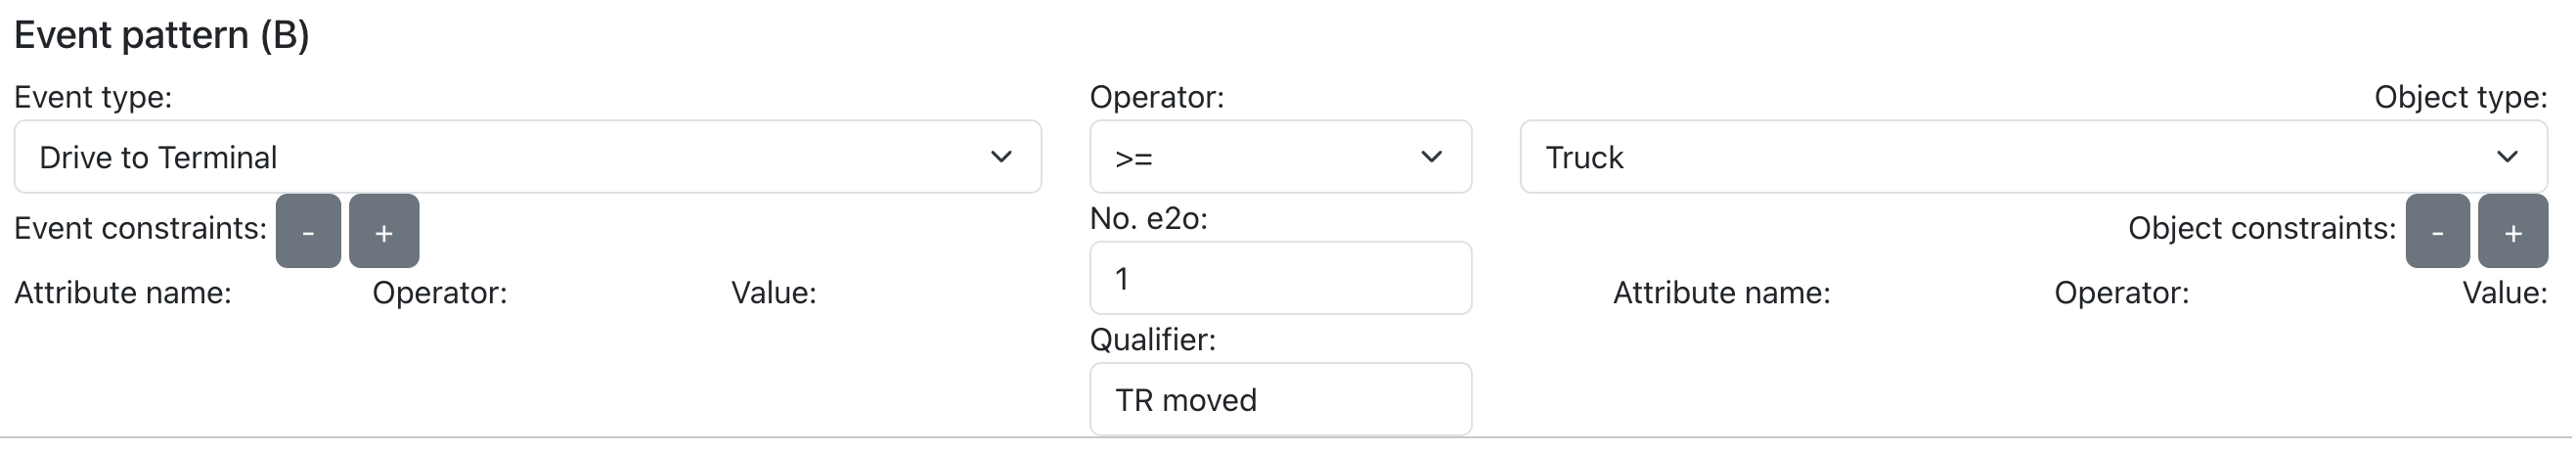 Event pattern (B)
Event type: Operator: Object type:
Drive to Terminal >= Truck
Event constraints: - + No. e2o: Object constraints: - +
1
Attribute name: Operator: Value: Attribute name: Operator: Value:
Qualifier:
TR moved